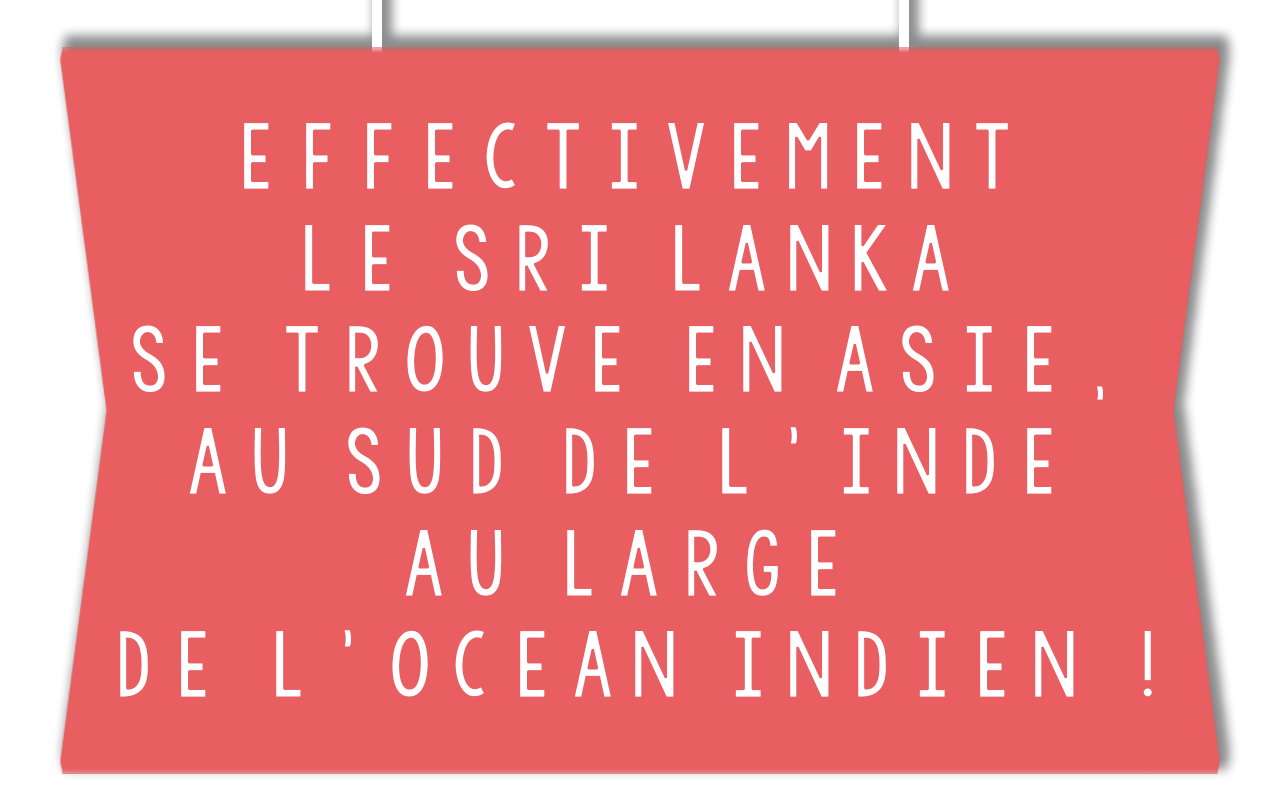 EFFECTIVEMENT
LE SRI LANKA
SE TROUVE EN ASIE,
AU SUD DE L'INDE
AU LARGE
DE L'OCEAN INDIEN !